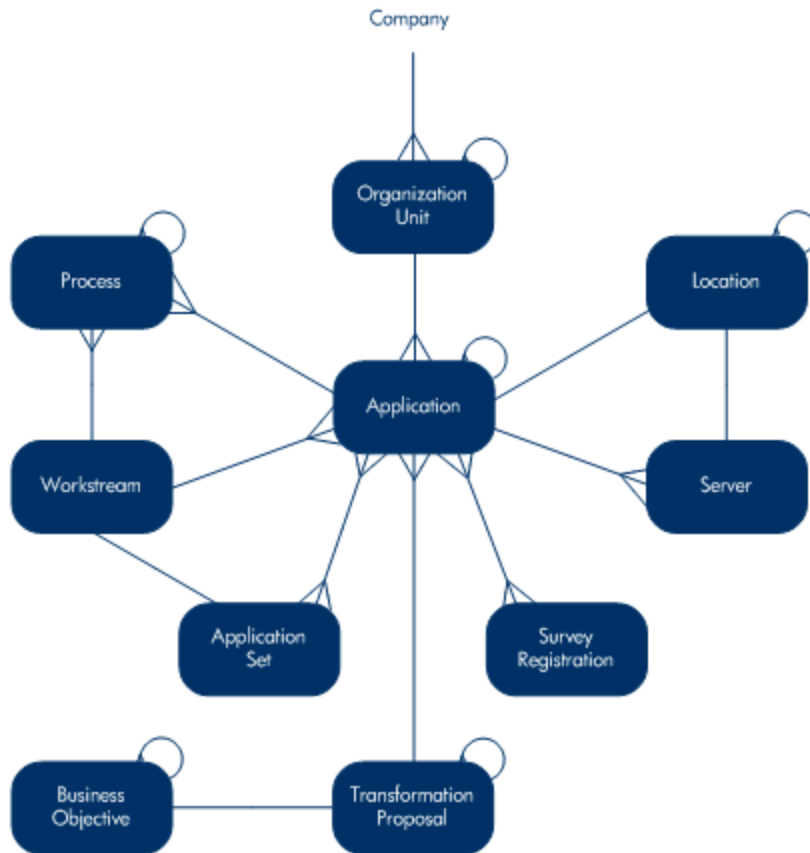 Company
Organization
Unit
Process
Location
Application
Workstream
Server
Application
Set
Survey
Registration
Business
Objective
Transformation
Proposal